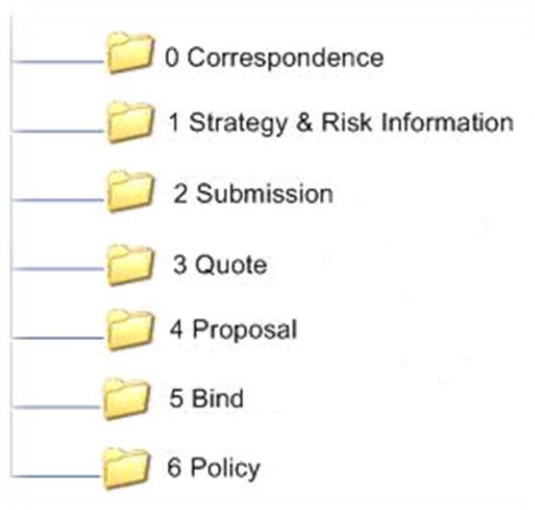 0 Correspondence
1 Strategy & Risk Information
2 Submission
3 Quote
4 Proposal
5 Bind
6 Policy